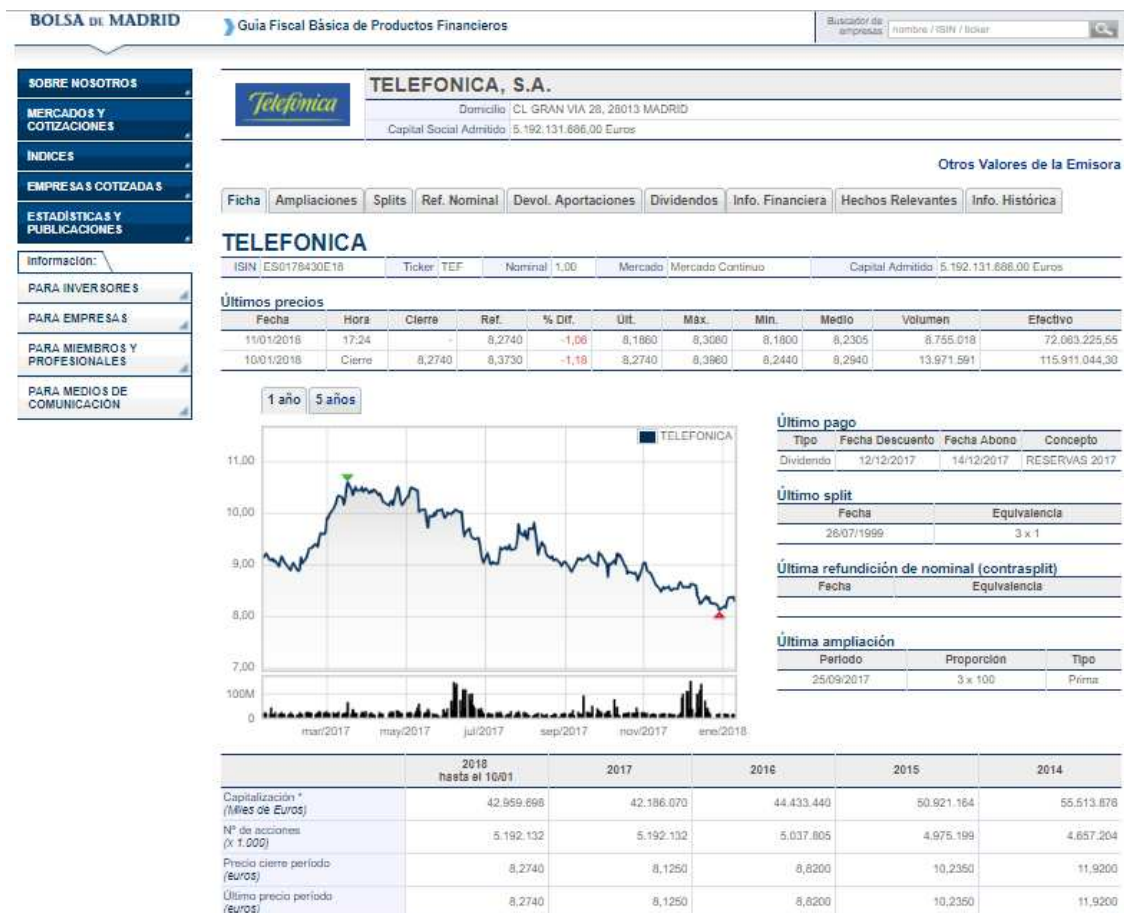 BOLSA DE MADRID
Guía Fiscal Básica de Productos Financieros
Buscador de empresas
nombre / ISIN / ticker
SOBRE NOSOTROS
MERCADOS Y
COTIZACIONES
ÍNDICES
EMPRESAS COTIZADAS
ESTADÍSTICAS Y
PUBLICACIONES
Información:
PARA INVERSORES
PARA EMPRESAS
PARA MIEMBROS Y
PROFESIONALES
PARA MEDIOS DE
COMUNICACIÓN
Telefónica
TELEFONICA, S.A.
Domicilio CL GRAN VIA 28, 28013 MADRID
Capital Social Admitido 5.192.131.686,00 Euros
Otros Valores de la Emisora
Ficha Ampliaciones Splits Ref. Nominal Devol. Aportaciones Dividendos Info. Financiera Hechos Relevantes Info. Histórica
TELEFONICA
ISIN ES0178430E18 Ticker TEF Nominal 1,00 Mercado Mercado Continuo Capital Admitido 5.192.131.686,00 Euros
Últimos precios
Fecha Hora Cierre Ref. % Dif. Últ. Máx. Mín. Medio Volumen Efectivo
11/01/2018 17:24 - 8,2740 -1,06 8,1860 8,3080 8,1800 8,2305 8.755.018 72.063.225,55
10/01/2018 Cierre 8,2740 8,3730 -1,18 8,2740 8,3960 8,2440 8,2940 13.971.591 115.911.044,30
1 año 5 años
TELEFONICA
11,00
10,00
9,00
8,00
7,00
100M
0
mar/2017 may/2017 jul/2017 sep/2017 nov/2017 ene/2018
Último pago
Tipo Fecha Descuento Fecha Abono Concepto
Dividendo 12/12/2017 14/12/2017 RESERVAS 2017
Último split
Fecha Equivalencia
26/07/1999 3 x 1
Última refundición de nominal (contrasplit)
Fecha Equivalencia
Última ampliación
Periodo Proporción Tipo
25/09/2017 3 x 100 Prima
2018
hasta el 10/01
2017 2016 2015 2014
Capitalización *
(Miles de Euros)
42.959.698 42.186.070 44.433.440 50.921.164 55.513.876
Nº de acciones
(x 1.000)
5.192.132 5.192.132 5.037.805 4.975.199 4.657.204
Precio cierre período
(euros)
8,2740 8,1250 8,8200 10,2350 11,9200
Último precio período
(euros)
8,2740 8,1250 8,8200 10,2350 11,9200